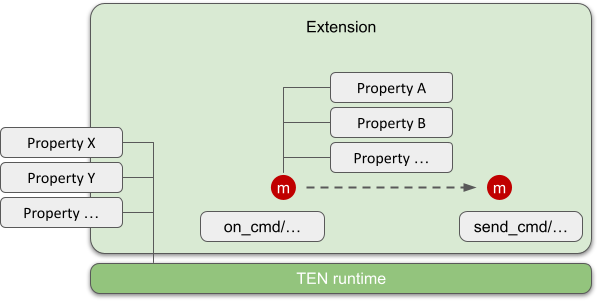 Extension
Property A
Property B
Property …
Property X
Property Y
Property …
m
m
on_cmd/…
send_cmd/…
TEN runtime